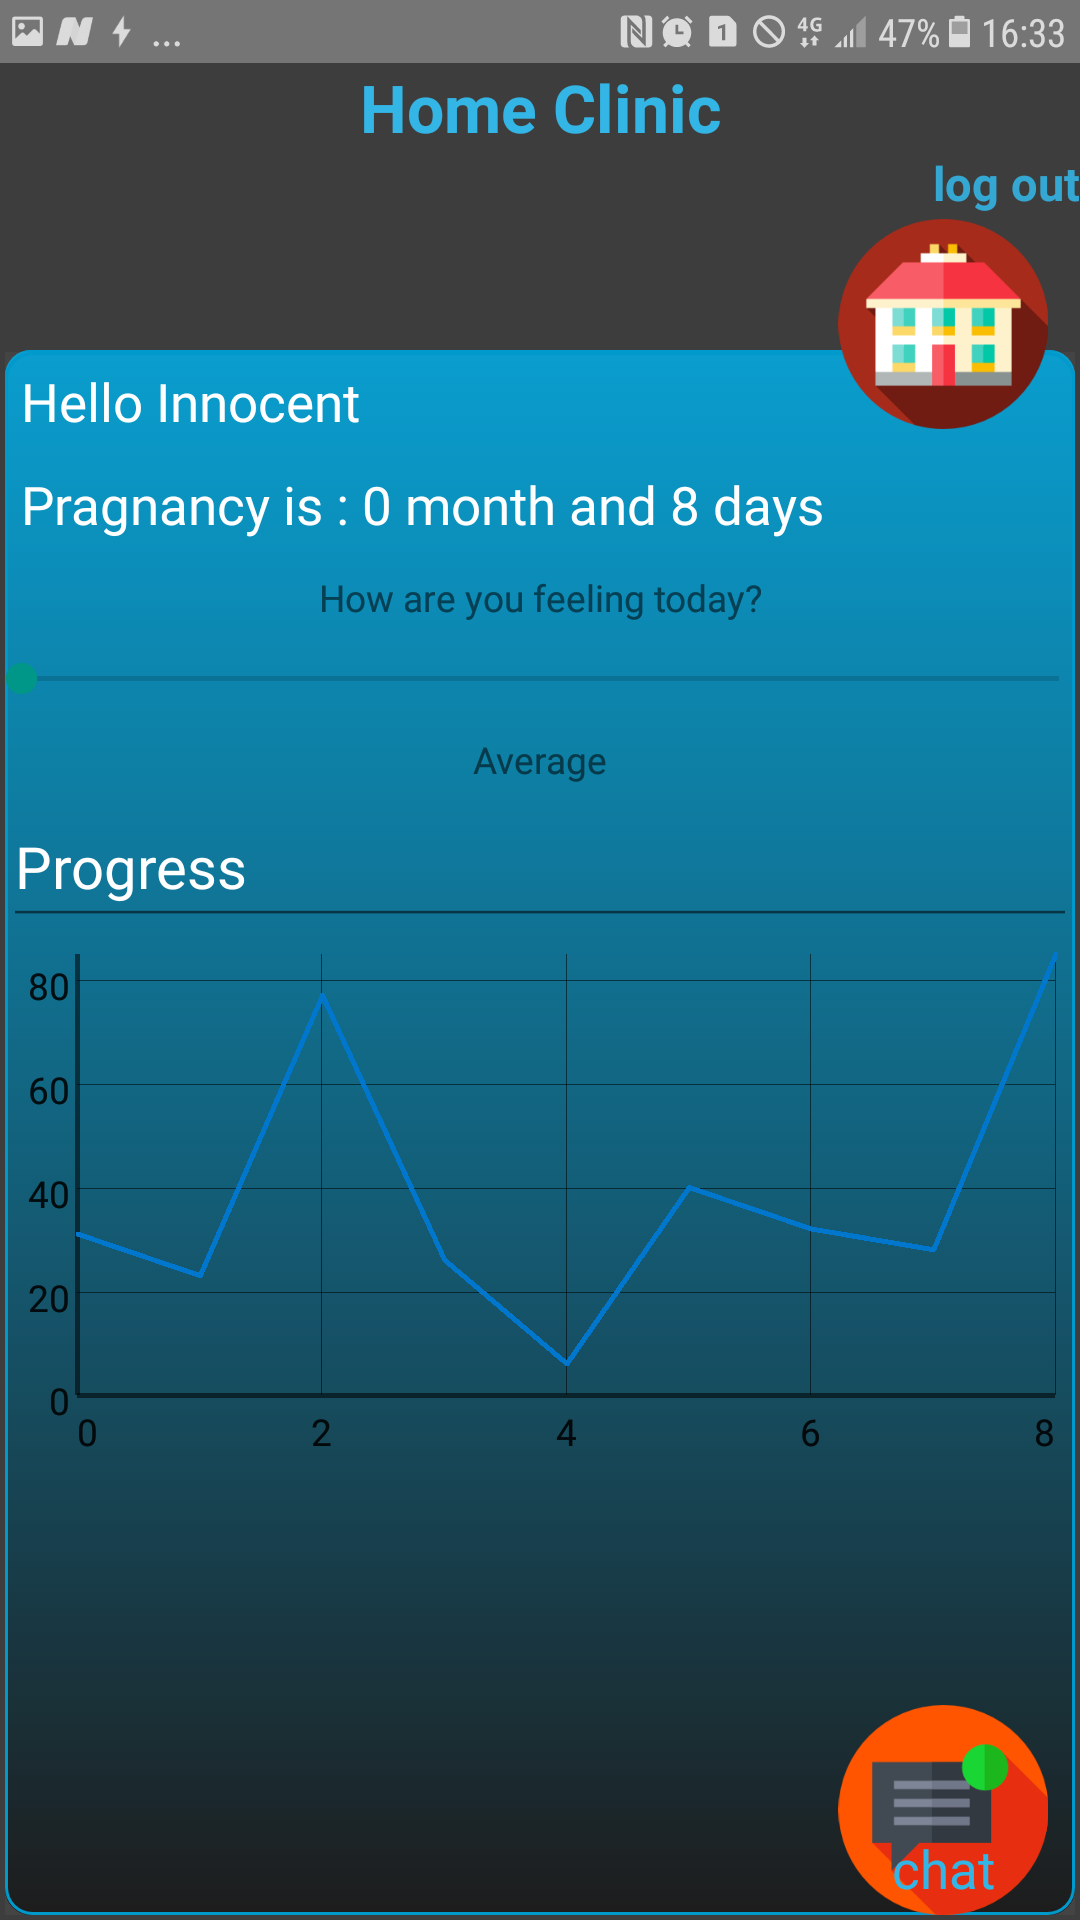 ... 1 4G 47% 16:33
Home Clinic
log out
Hello Innocent
Pragnancy is : 0 month and 8 days
How are you feeling today?
Average
Progress
80
60
40
20
0
0 2 4 6 8
chat